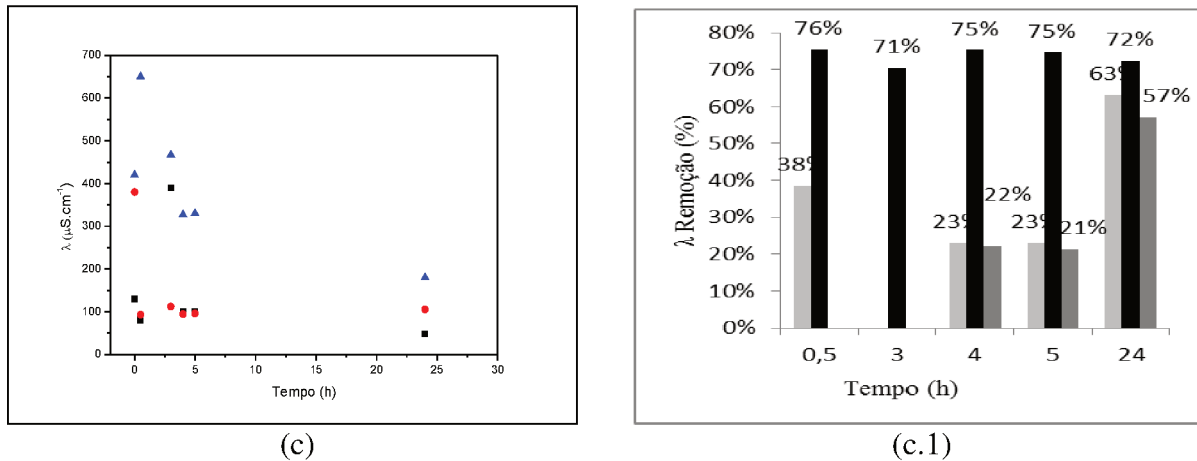 700
600
500
400
300
200
100
0
λ (μS.cm⁻¹)
0 5 10 15 20 25 30
Tempo (h)
(c)
80%
70%
60%
50%
40%
30%
20%
10%
0%
λ Remoção (%)
76% 71% 75% 75% 72%
63%
57%
38%
23% 22% 23% 21%
0,5 3 4 5 24
Tempo (h)
(c.1)